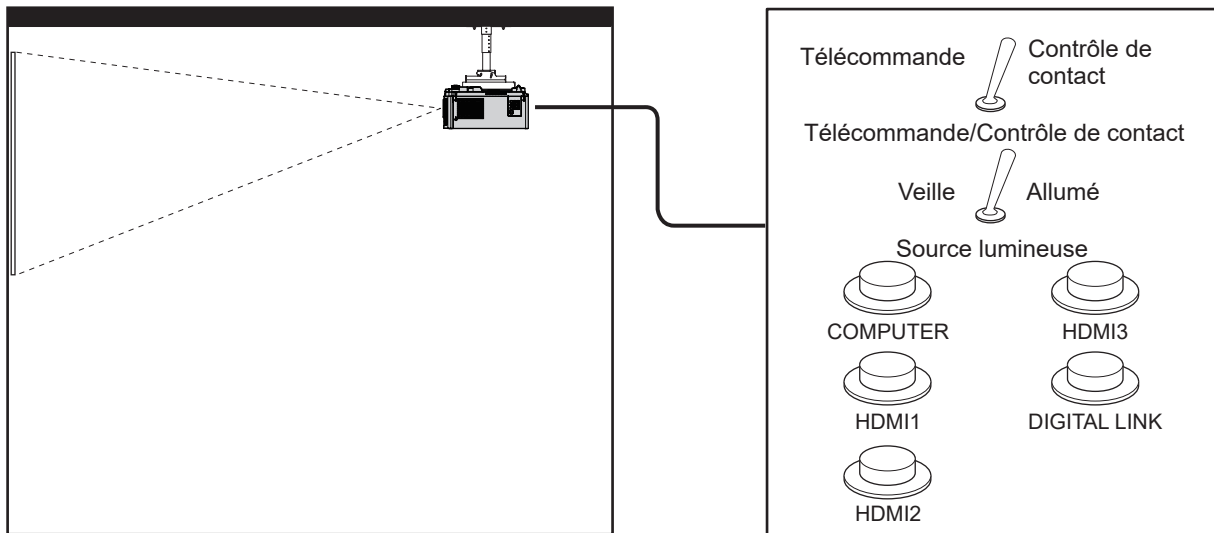 Télécommande
Contrôle de
contact
Télécommande/Contrôle de contact
Veille
Allumé
Source lumineuse
COMPUTER
HDMI3
HDMI1
DIGITAL LINK
HDMI2